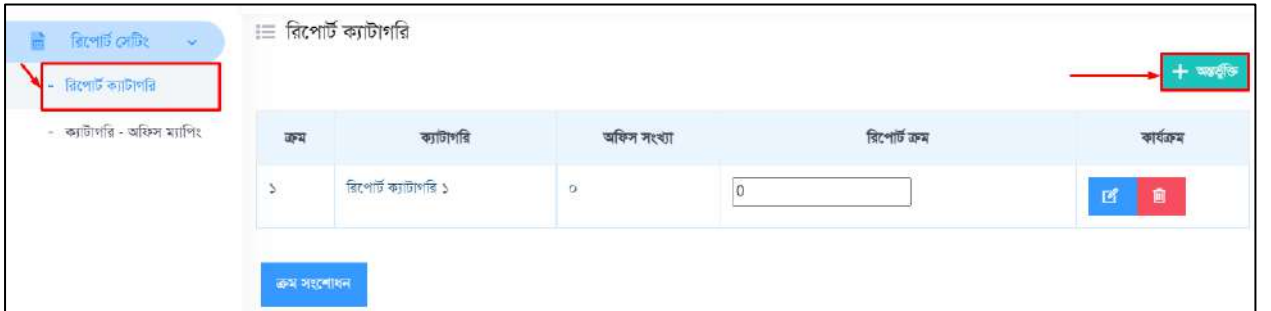 রিপোর্ট সেটিং
- রিপোর্ট ক্যাটাগরি
- ক্যাটাগরি - অফিস ম্যাপিং
রিপোর্ট ক্যাটাগরি
+ অন্তর্ভুক্তি
ক্রম ক্যাটাগরি অফিস সংখ্যা রিপোর্ট ক্রম কার্যক্রম
১ রিপোর্ট ক্যাটাগরি ১ ০ 0
ক্রম সংশোধন